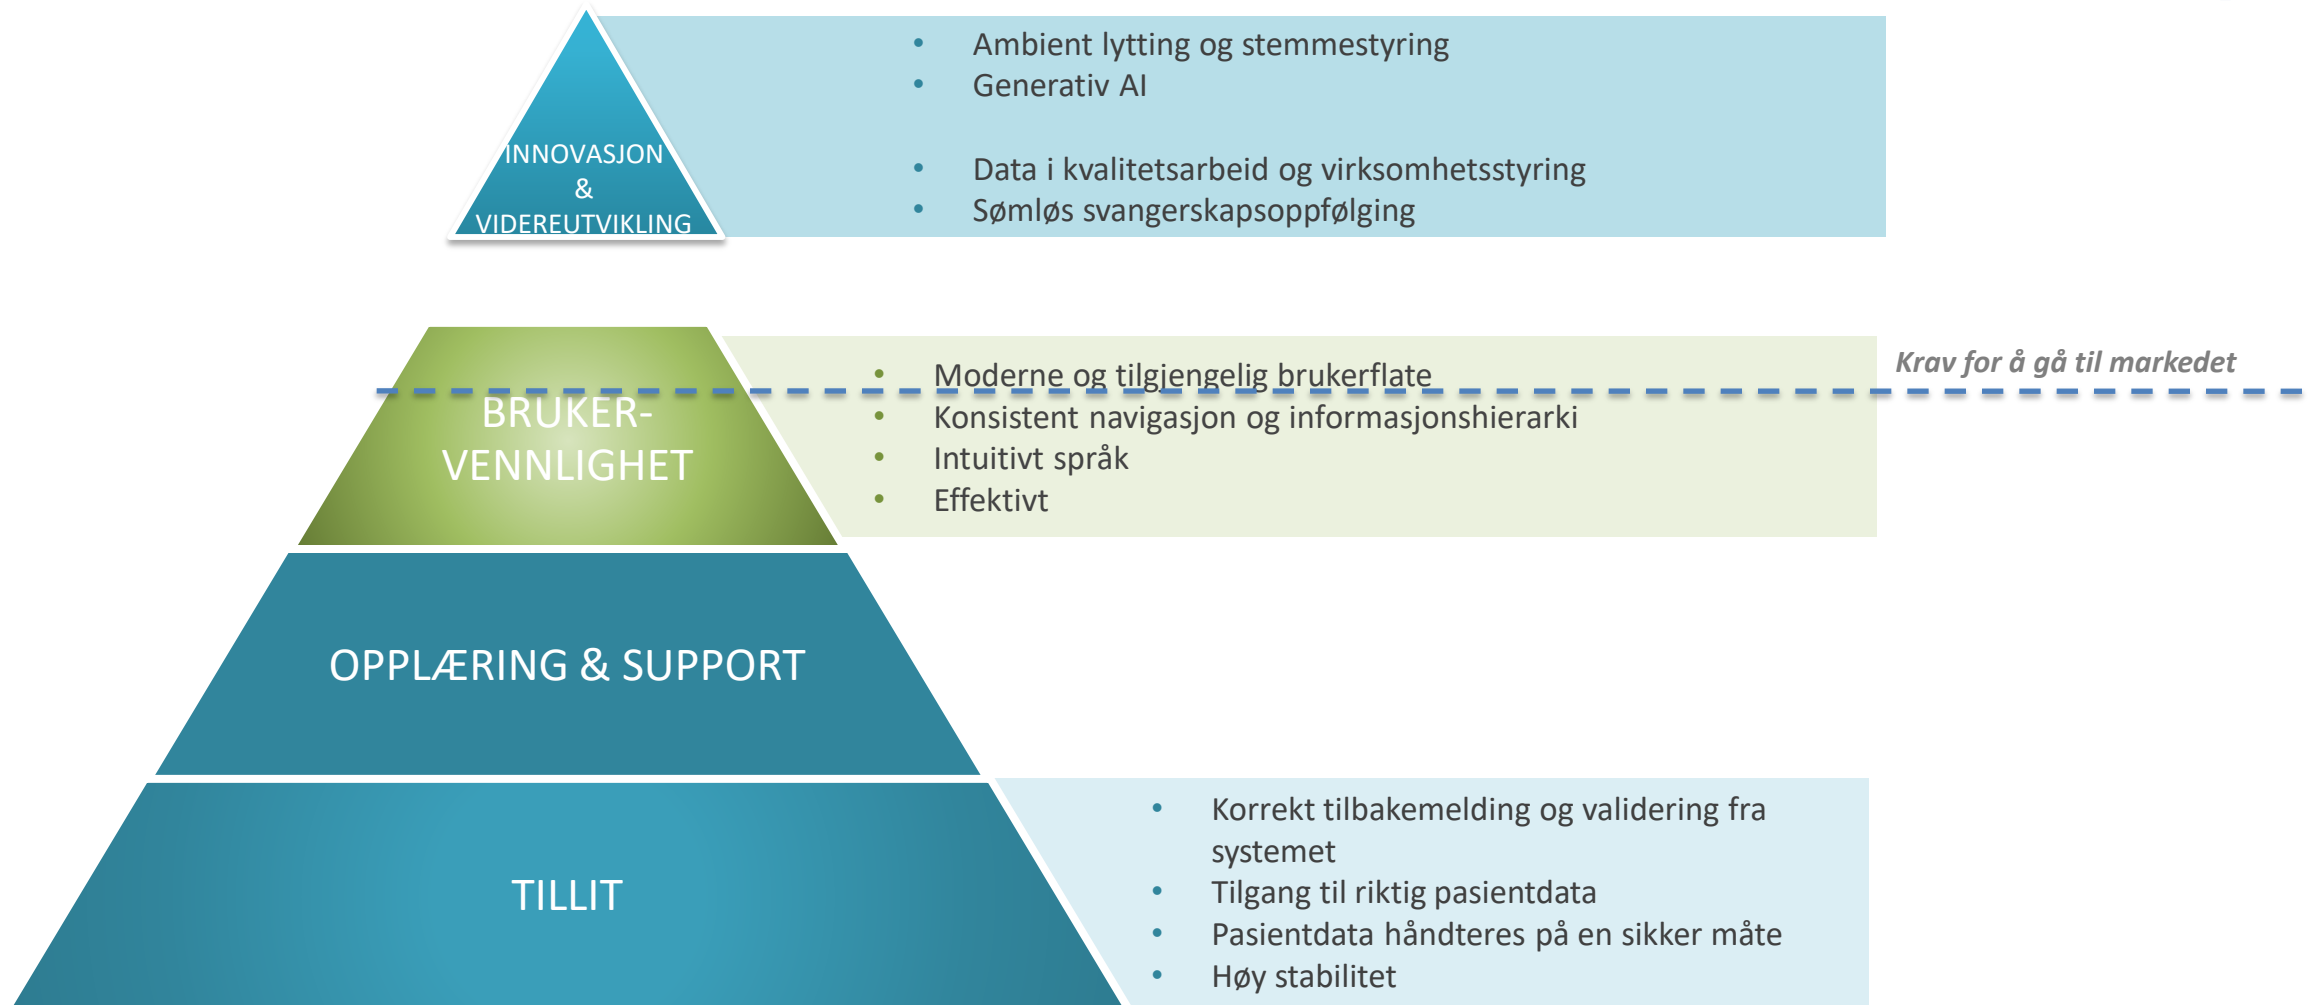 • Ambient lytting og stemmestyring
• Generativ AI
INNOVASJON
&
VIDEREUTVIKLING
• Data i kvalitetsarbeid og virksomhetsstyring
• Sømløs svangerskapsoppfølging
Krav for å gå til markedet
BRUKER-
VENNLIGHET
• Moderne og tilgjengelig brukerflate
• Konsistent navigasjon og informasjonshierarki
• Intuitivt språk
• Effektivt
OPPLÆRING & SUPPORT
TILLIT
• Korrekt tilbakemelding og validering fra
systemet
• Tilgang til riktig pasientdata
• Pasientdata håndteres på en sikker måte
• Høy stabilitet